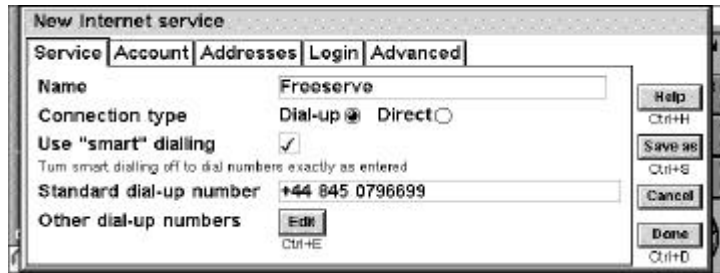 New Internet service
Service Account Addresses Login Advanced
Name Freeserve
Connection type Dial-up Direct
Use "smart" dialling
Turn smart dialling off to dial numbers exactly as entered
Standard dial-up number +44 845 0796699
Other dial-up numbers Edit
Ctrl+E
Help
Ctrl+H
Save as
Ctrl+S
Cancel
Done
Ctrl+D